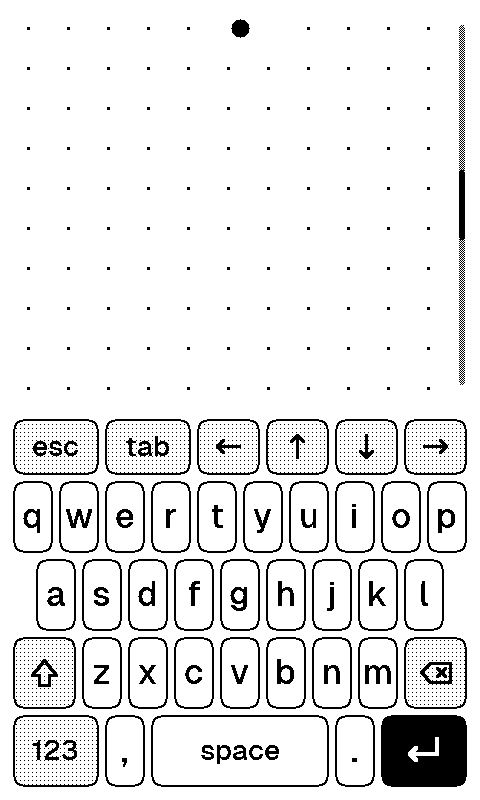 esc tab ← ↑ ↓ →
q w e r t y u i o p
a s d f g h j k l
z x c v b n m
123 , space .